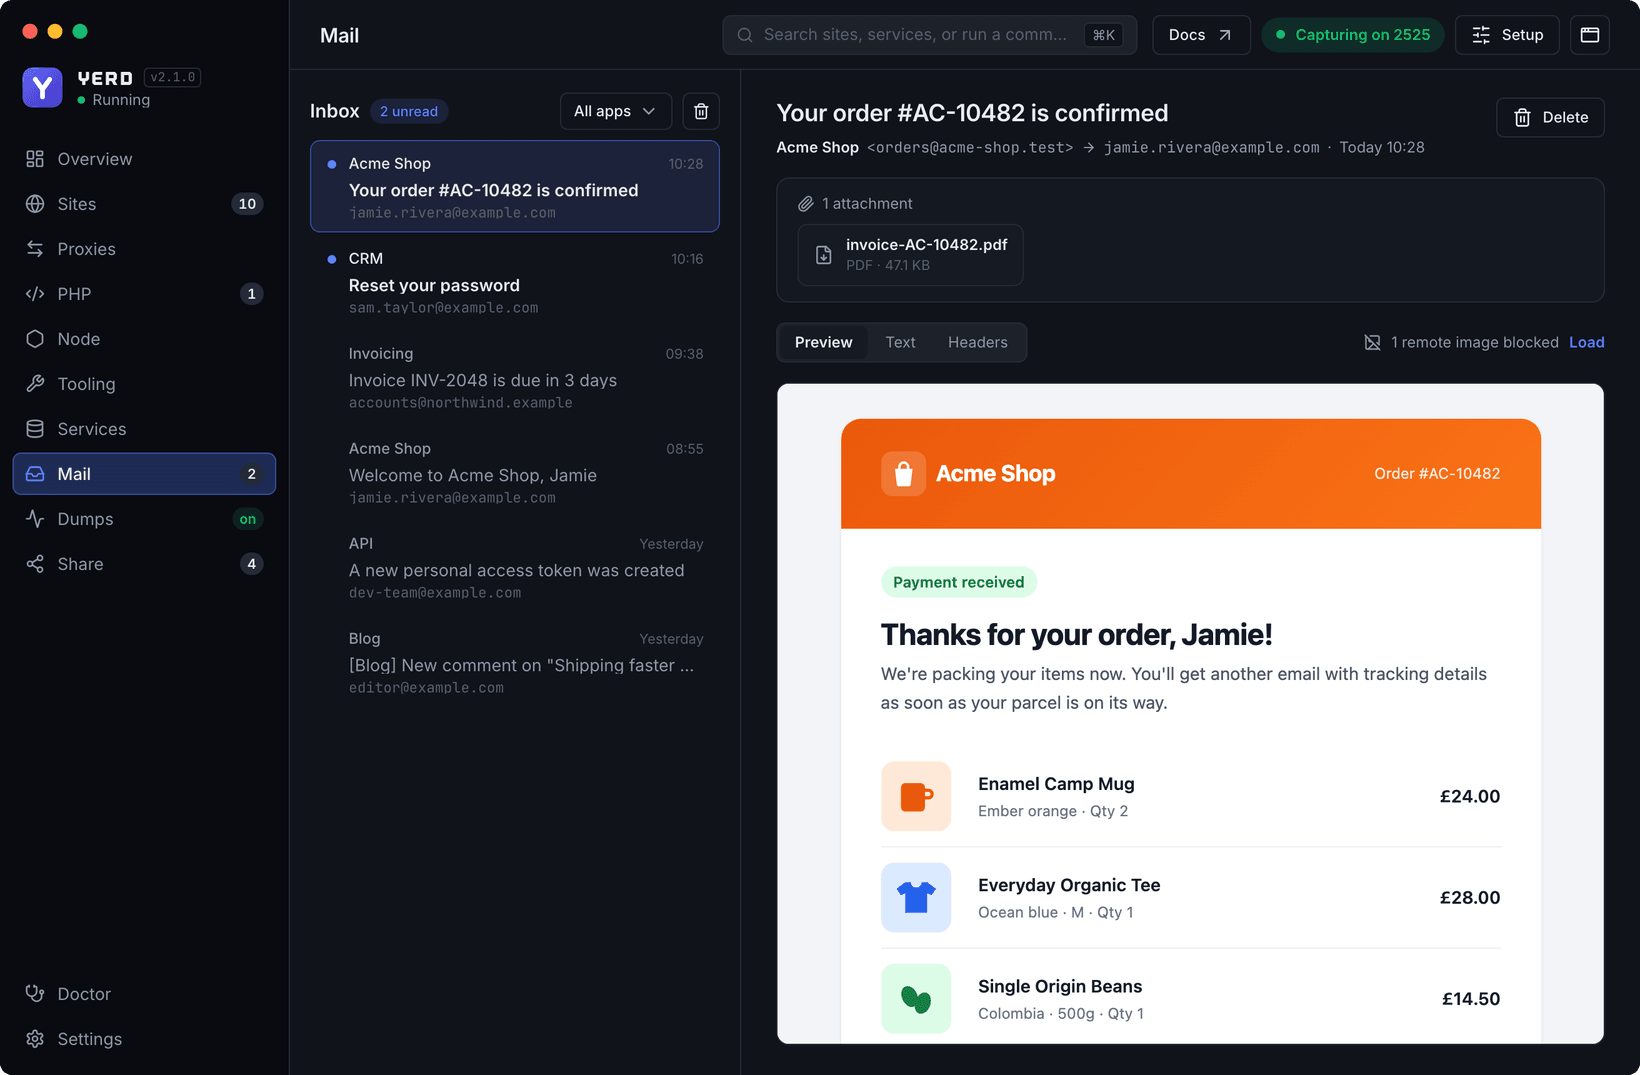 Y
YERD v2.1.0
Running
Overview
Sites 10
Proxies
PHP 1
Node
Tooling
Services
Mail 2
Dumps on
Share 4
Doctor
Settings
Mail
Search sites, services, or run a comm... ⌘K
Docs
Capturing on 2525
Setup
Inbox 2 unread
All apps
Acme Shop 10:28
Your order #AC-10482 is confirmed
jamie.rivera@example.com
CRM 10:16
Reset your password
sam.taylor@example.com
Invoicing 09:38
Invoice INV-2048 is due in 3 days
accounts@northwind.example
Acme Shop 08:55
Welcome to Acme Shop, Jamie
jamie.rivera@example.com
API Yesterday
A new personal access token was created
dev-team@example.com
Blog Yesterday
[Blog] New comment on "Shipping faster ...
editor@example.com
Your order #AC-10482 is confirmed
Delete
Acme Shop <orders@acme-shop.test> → jamie.rivera@example.com · Today 10:28
1 attachment
invoice-AC-10482.pdf
PDF · 47.1 KB
Preview Text Headers
1 remote image blocked Load
Acme Shop
Order #AC-10482
Payment received
Thanks for your order, Jamie!
We're packing your items now. You'll get another email with tracking details
as soon as your parcel is on its way.
Enamel Camp Mug
Ember orange · Qty 2
£24.00
Everyday Organic Tee
Ocean blue · M · Qty 1
£28.00
Single Origin Beans
Colombia · 500g · Qty 1
£14.50